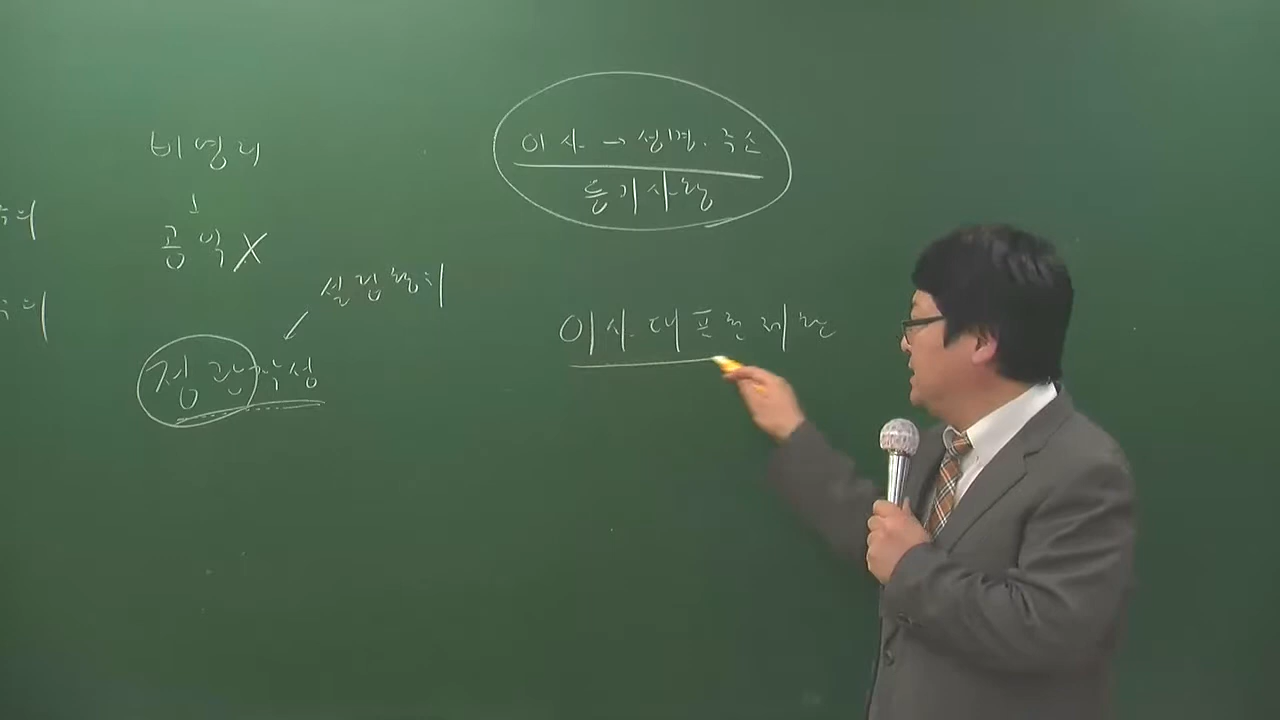 비영리
↓
공익 X
설립행위
정관작성
이사 → 성명. 주소
등기사항
이사 대표권 제한